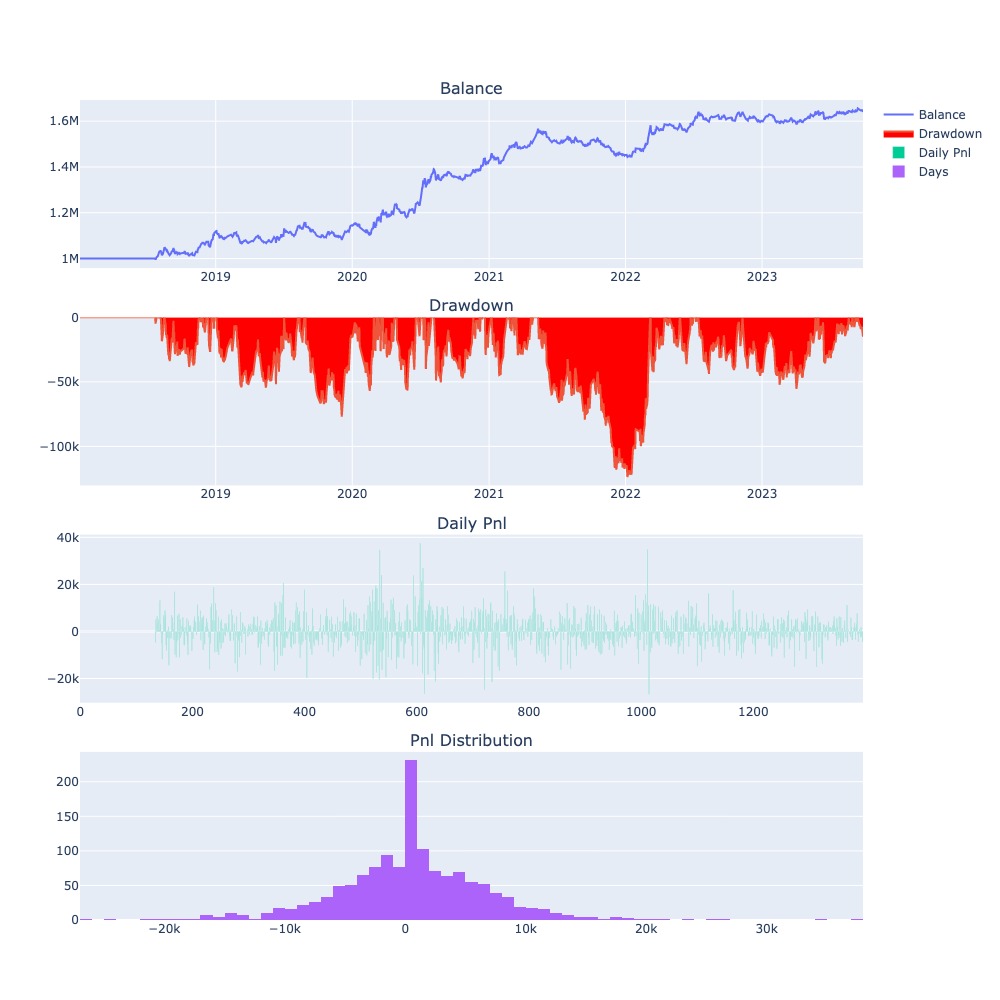 Balance
1.6M
1.4M
1.2M
1M
2019 2020 2021 2022 2023
Balance
Drawdown
Daily Pnl
Days
Drawdown
0
−50k
−100k
2019 2020 2021 2022 2023
Daily Pnl
40k
20k
0
−20k
0 200 400 600 800 1000 1200
Pnl Distribution
200
150
100
50
0
−20k −10k 0 10k 20k 30k